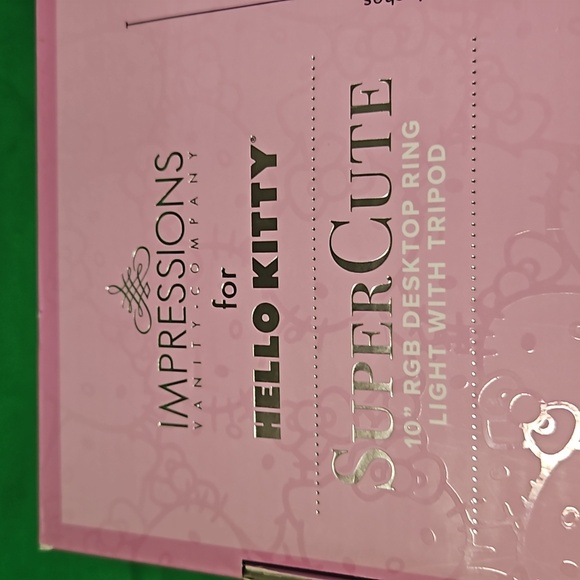 IMPRESSIONS
VANITY·COMPANY
for
HELLO KITTY®
SUPERCUTE
10" RGB DESKTOP RING
LIGHT WITH TRIPOD